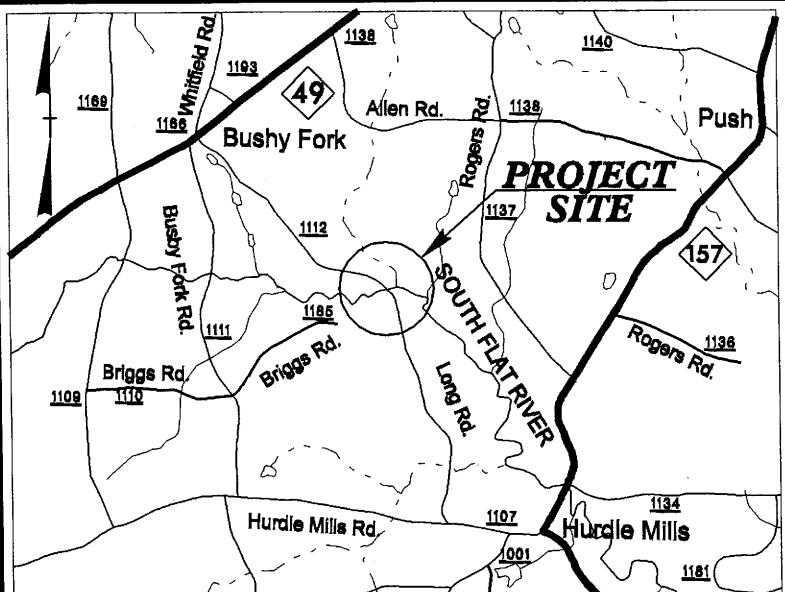 1138
1140
Whitfield Rd
1193
49
1169
Allen Rd.
1138
Push
1166
Bushy Fork
Rogers Rd.
PROJECT
SITE
1137
1112
157
Bushy Fork Rd.
SOUTH FLAT RIVER
1185
1111
Briggs Rd.
1136
Rogers Rd.
Briggs Rd
1109
1110
Long Rd.
1134
Hurdle Mills Rd
1107
Hurdle Mills
1001
1181